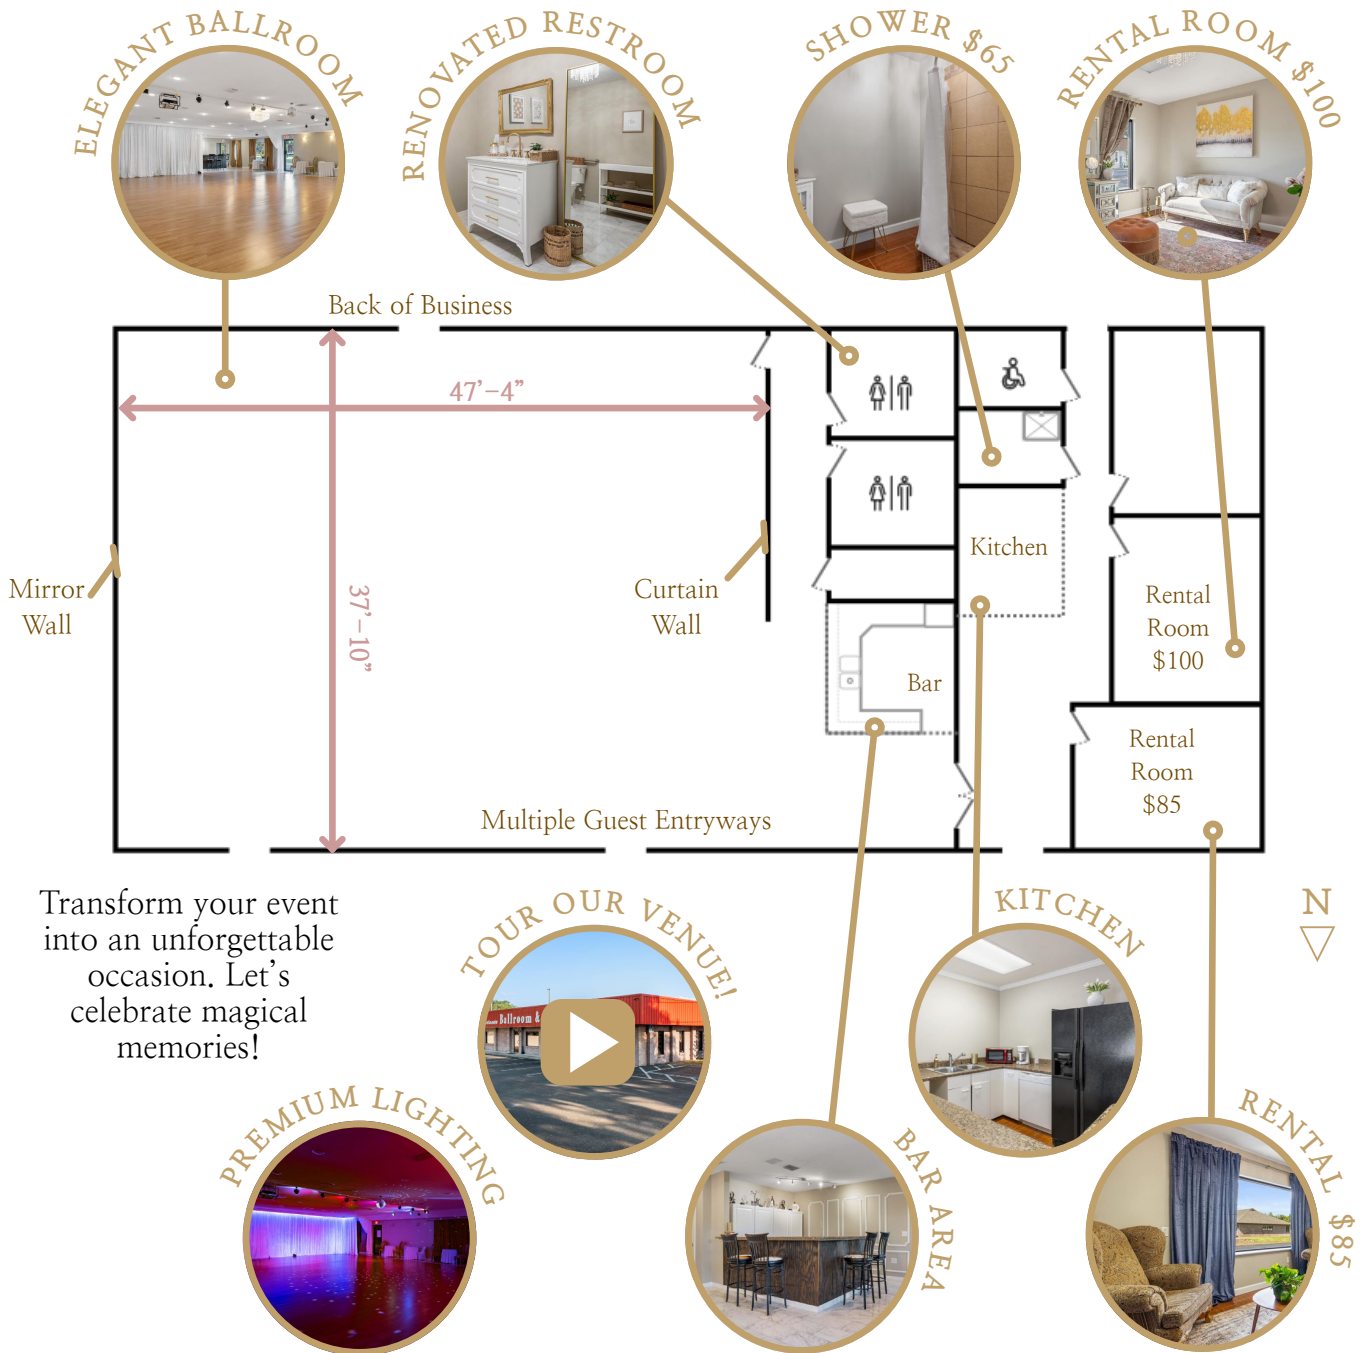 ELEGANT BALLROOM
RENOVATED RESTROOM
SHOWER $65
RENTAL ROOM $100
Back of Business
47'-4"
37'-10"
Mirror
Wall
Curtain
Wall
Kitchen
Bar
Rental
Room
$100
Rental
Room
$85
Multiple Guest Entryways
Transform your event
into an unforgettable
occasion. Let's
celebrate magical
memories!
N
TOUR OUR VENUE!
Ballroom &
KITCHEN
PREMIUM LIGHTING
BAR AREA
RENTAL $85